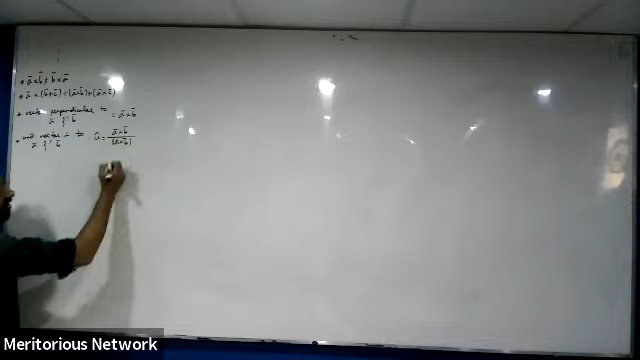 * ā × b̄ ≠ b̄ × ā
* ā × (b̄ + c̄) = (ā × b̄) + (ā × c̄)
* vector perpendicular to ā & b̄ = ā × b̄
* unit vector ⊥ to ā & b̄ : û = ā × b̄ / |ā × b̄|
Meritorious Network